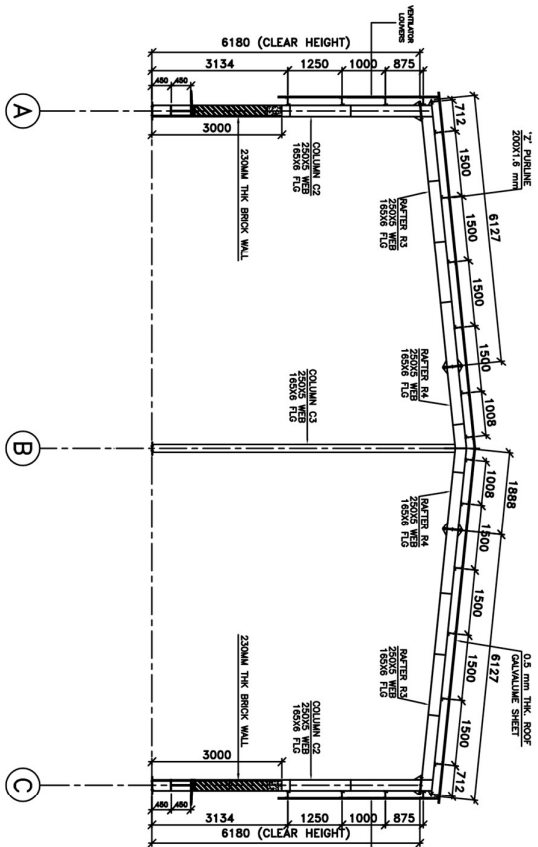 VENTILATOR
LOUVERS
6180 (CLEAR HEIGHT)
3134
1250
1000
875
450
450
3000
A
230MM THK BRICK WALL
COLUMN C2
250X5 WEB
165X6 FLG
712
'Z' PURLINE
200X1.6 mm
1500
6127
1500
1500
1500
1008
RAFTER R3
250X5 WEB
165X6 FLG
RAFTER R4
250X5 WEB
165X6 FLG
COLUMN C3
250X5 WEB
165X6 FLG
B
1888
1008
1500
1500
1500
1500
6127
712
RAFTER R4
250X5 WEB
165X6 FLG
0.5 mm THK. ROOF
GALVALUME SHEET
RAFTER R3
250X5 WEB
165X6 FLG
230MM THK BRICK WALL
COLUMN C2
250X5 WEB
165X6 FLG
3000
450
450
C
3134
1250
1000
875
6180 (CLEAR HEIGHT)